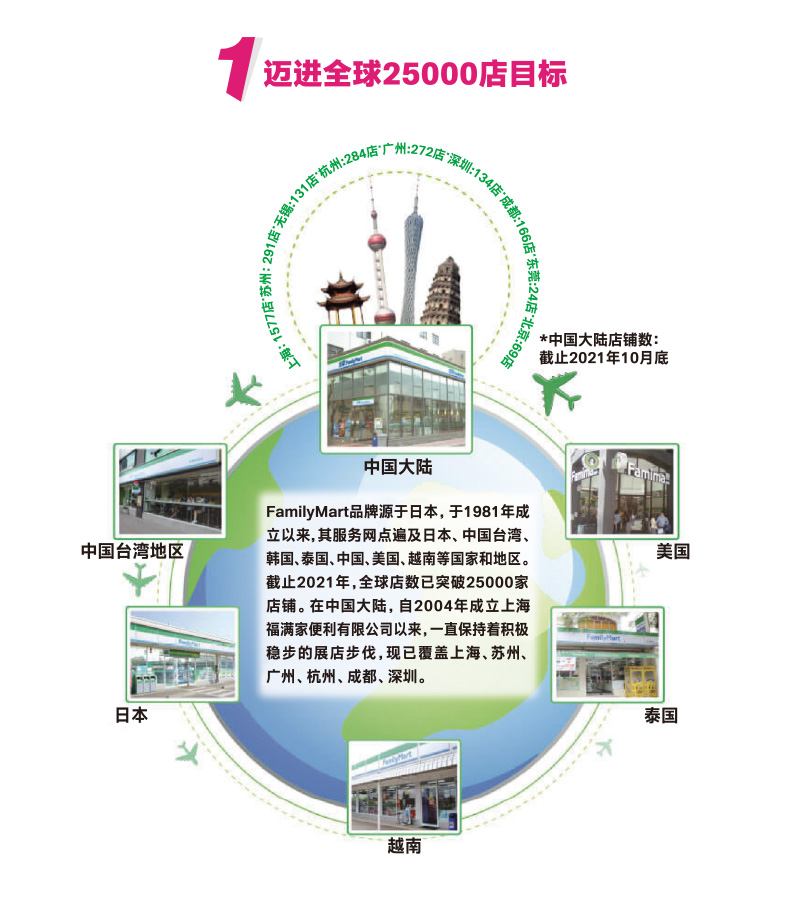 1 迈进全球25000店目标
上海：1577店*苏州：291店*无锡:131店*杭州:284店*广州:272店*深圳:134店*成都:166店*东莞:24店*北京:69店
*中国大陆店铺数：
截止2021年10月底
FamilyMart
中国大陆
Famima!!
Famima!!
中国台湾地区
美国
FamilyMart品牌源于日本，于1981年成
立以来，其服务网点遍及日本、中国台湾、
韩国、泰国、中国、美国、越南等国家和地区。
截止2021年，全球店数已突破25000家
店铺。在中国大陆，自2004年成立上海
福满家便利有限公司以来，一直保持着积极
稳步的展店步伐，现已覆盖上海、苏州、
广州、杭州、成都、深圳。
FamilyMart
FamilyMart
日本
泰国
FamilyMart
越南